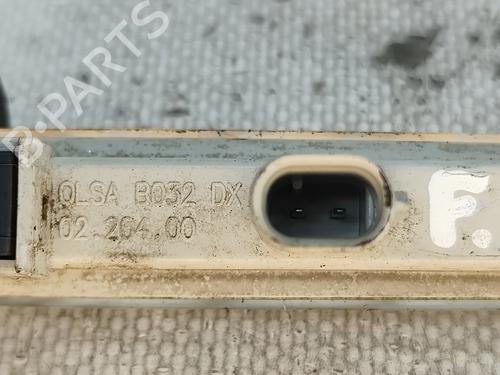 B-PARTS
OLSA B032 DX
02.204.00
F.